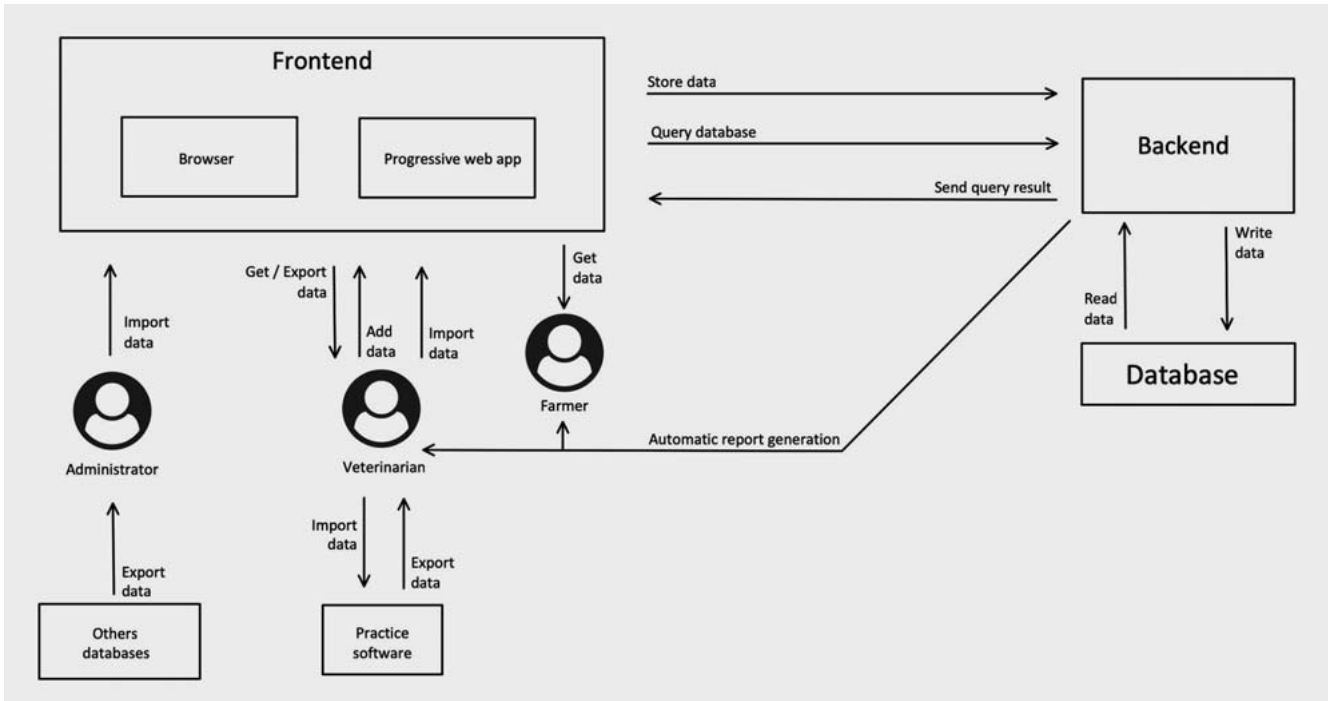 Frontend
Browser
Progressive web app
Store data
Query database
Send query result
Backend
Write
data
Read
data
Database
Import
data
Administrator
Get / Export
data
Add
data
Import
data
Veterinarian
Get
data
Farmer
Automatic report generation
Export
data
Others
databases
Import
data
Export
data
Practice
software